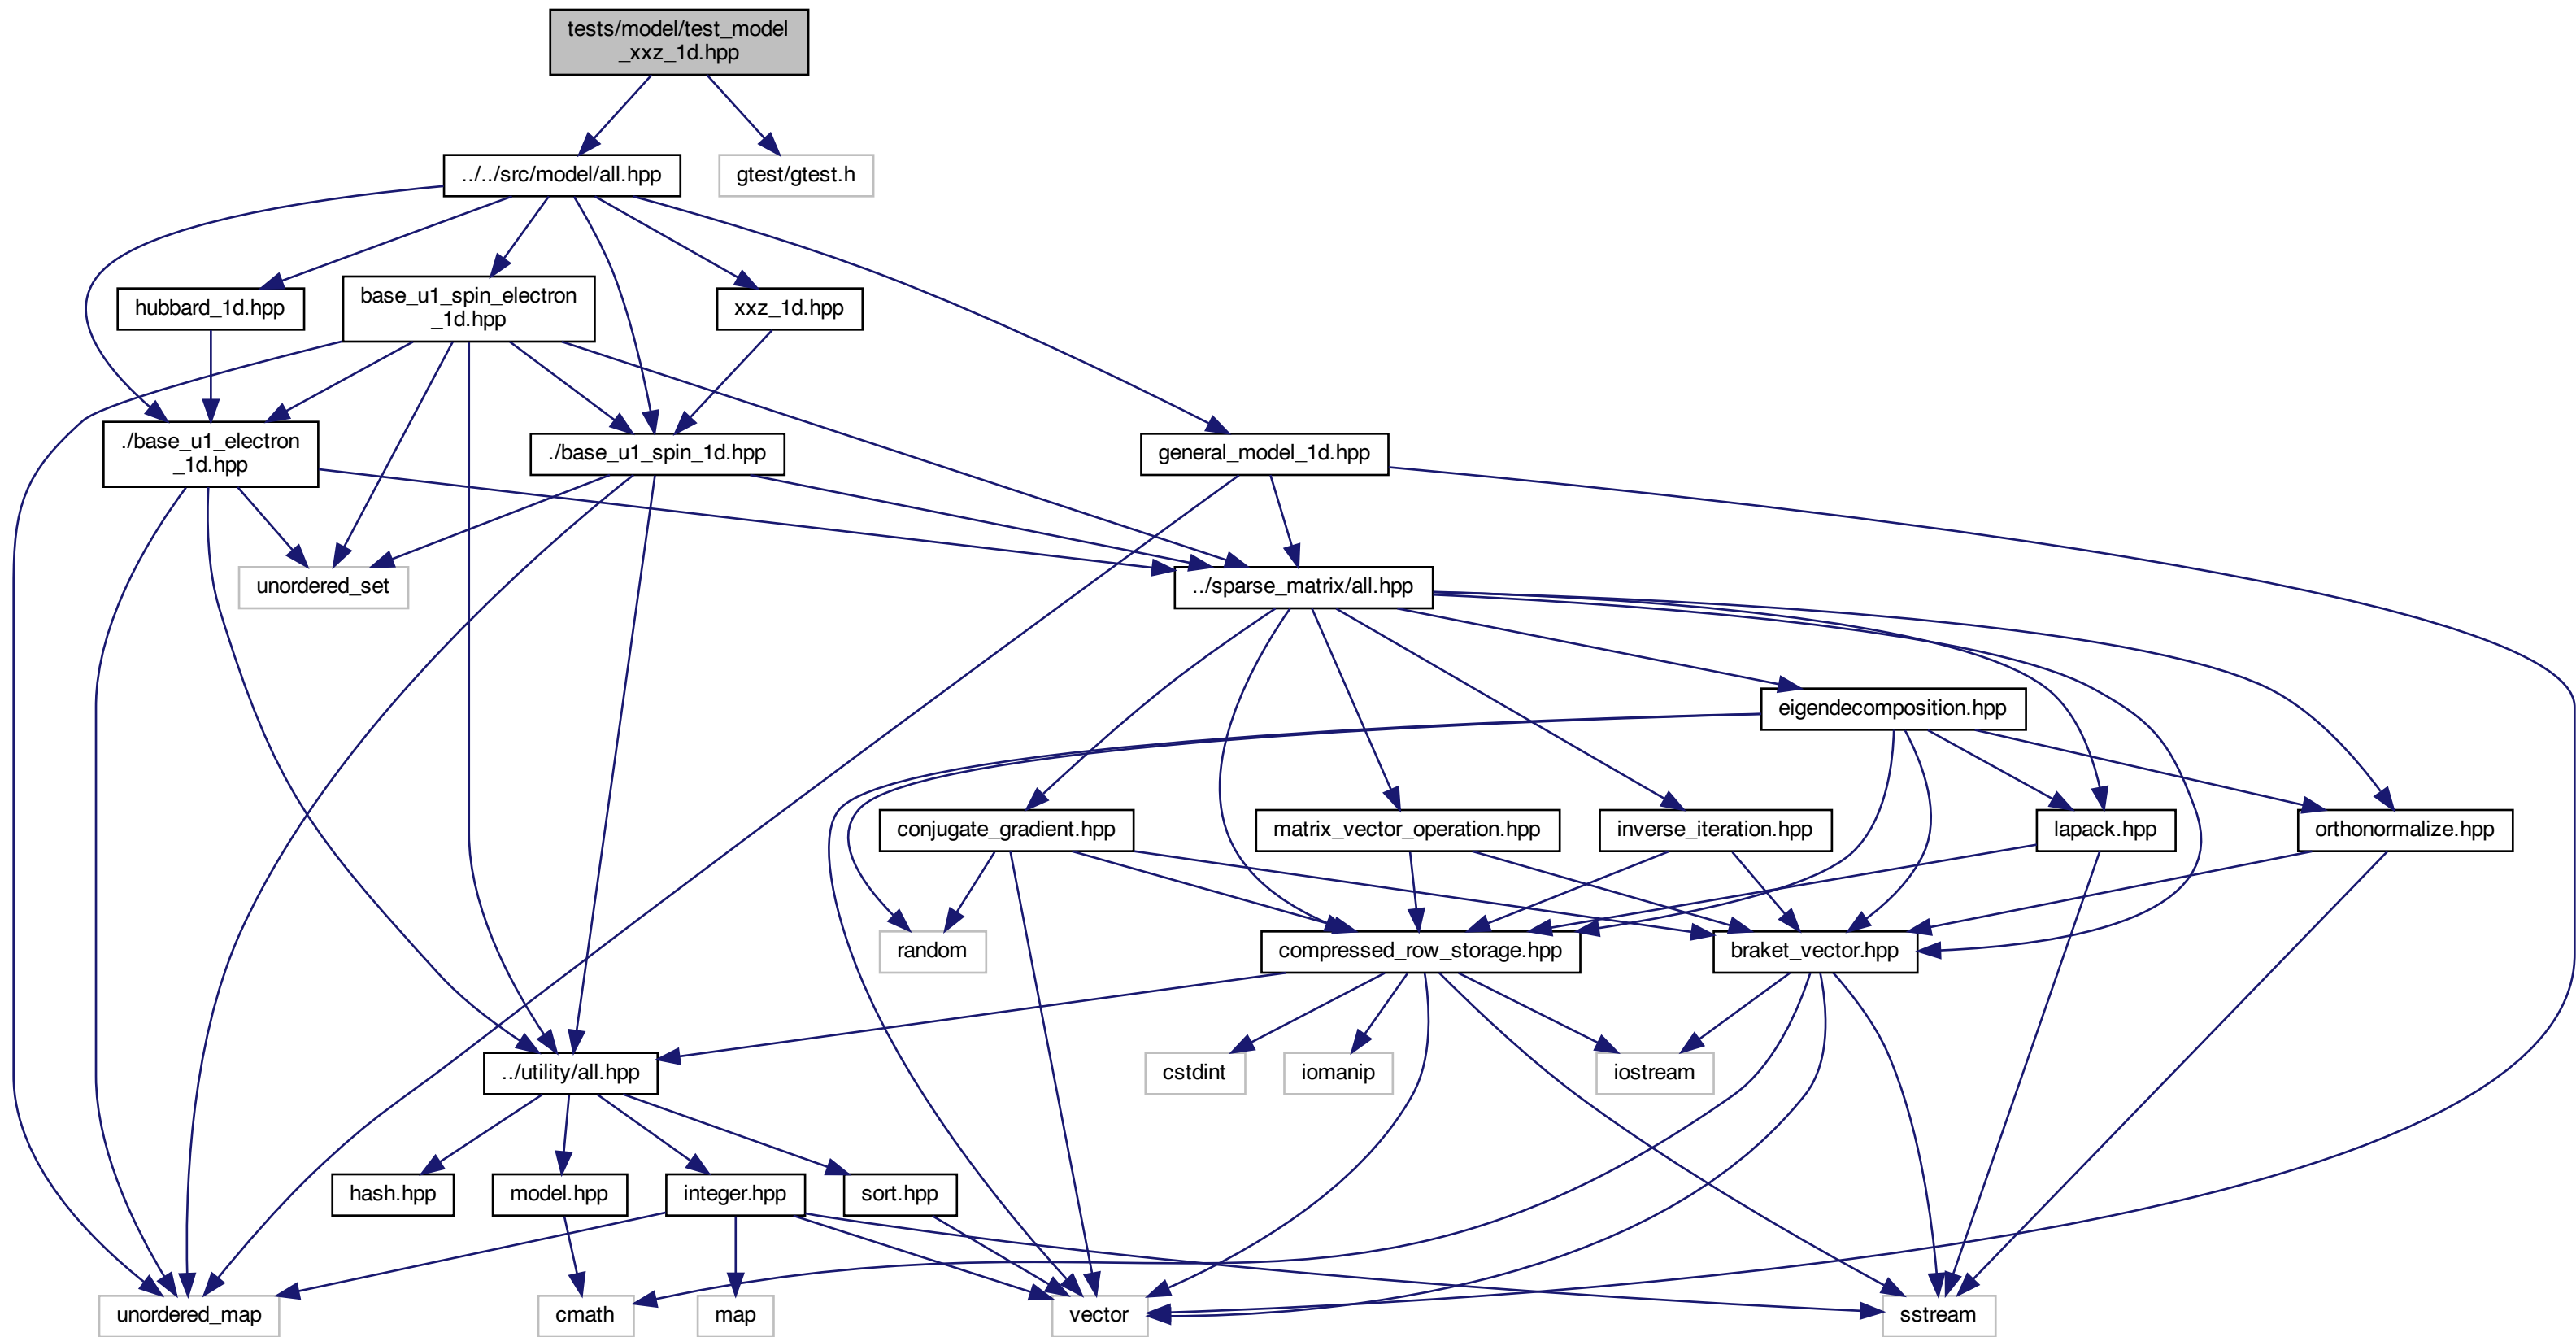 tests/model/test_model
_xxz_1d.hpp
../../src/model/all.hpp
gtest/gtest.h
hubbard_1d.hpp
base_u1_spin_electron
_1d.hpp
xxz_1d.hpp
./base_u1_electron
_1d.hpp
./base_u1_spin_1d.hpp
general_model_1d.hpp
unordered_set
../sparse_matrix/all.hpp
eigendecomposition.hpp
conjugate_gradient.hpp
matrix_vector_operation.hpp
inverse_iteration.hpp
lapack.hpp
orthonormalize.hpp
random
compressed_row_storage.hpp
braket_vector.hpp
../utility/all.hpp
cstdint
iomanip
iostream
hash.hpp
model.hpp
integer.hpp
sort.hpp
unordered_map
cmath
map
vector
sstream